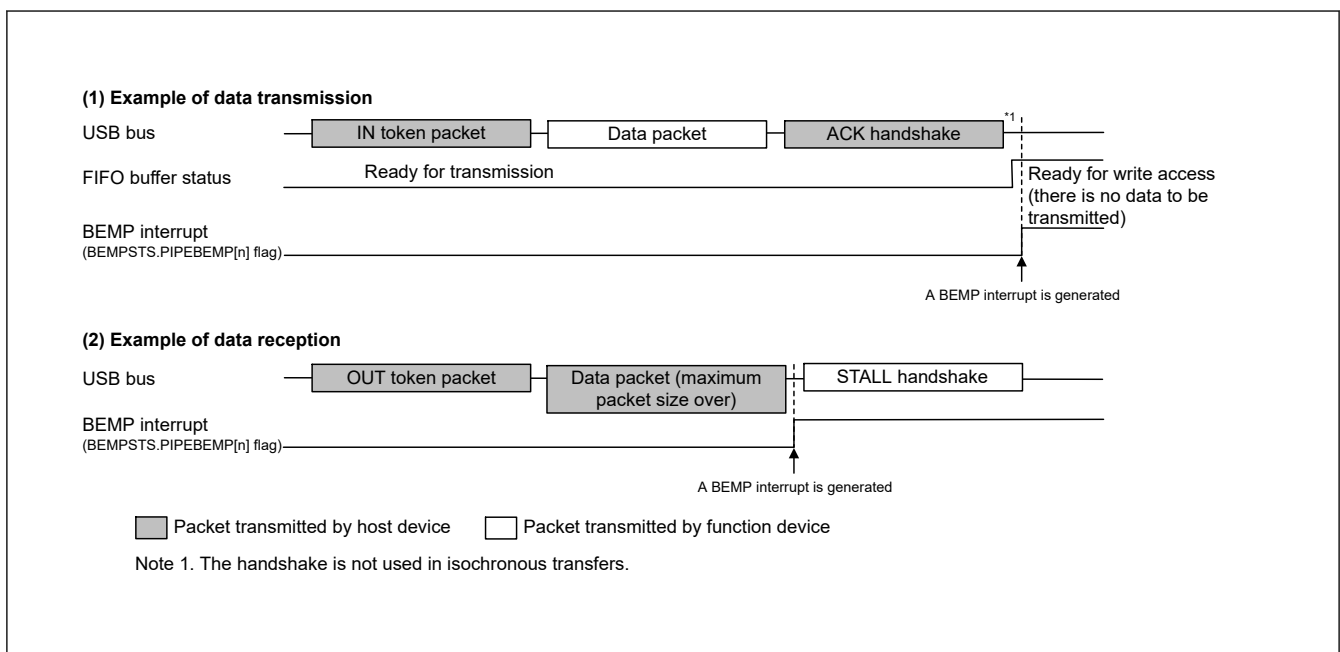 (1) Example of data transmission
USB bus
IN token packet
Data packet
ACK handshake
*1
FIFO buffer status
Ready for transmission
Ready for write access
(there is no data to be
transmitted)
BEMP interrupt
(BEMPSTS.PIPEBEMP[n] flag)
A BEMP interrupt is generated
(2) Example of data reception
USB bus
OUT token packet
Data packet (maximum
packet size over)
STALL handshake
BEMP interrupt
(BEMPSTS.PIPEBEMP[n] flag)
A BEMP interrupt is generated
Packet transmitted by host device
Packet transmitted by function device
Note 1. The handshake is not used in isochronous transfers.